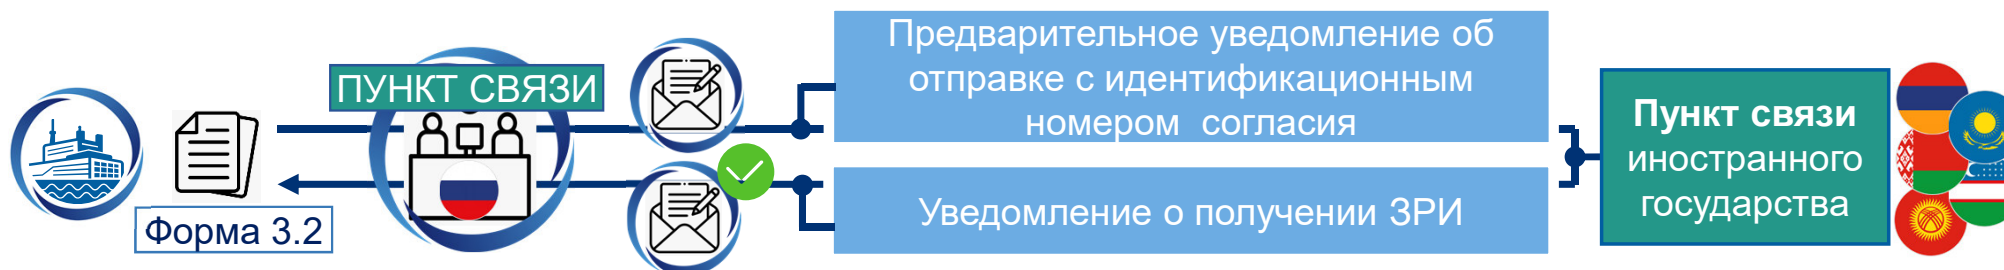 Форма 3.2
ПУНКТ СВЯЗИ
Предварительное уведомление об
отправке с идентификационным
номером согласия
Уведомление о получении ЗРИ
Пункт связи
иностранного
государства